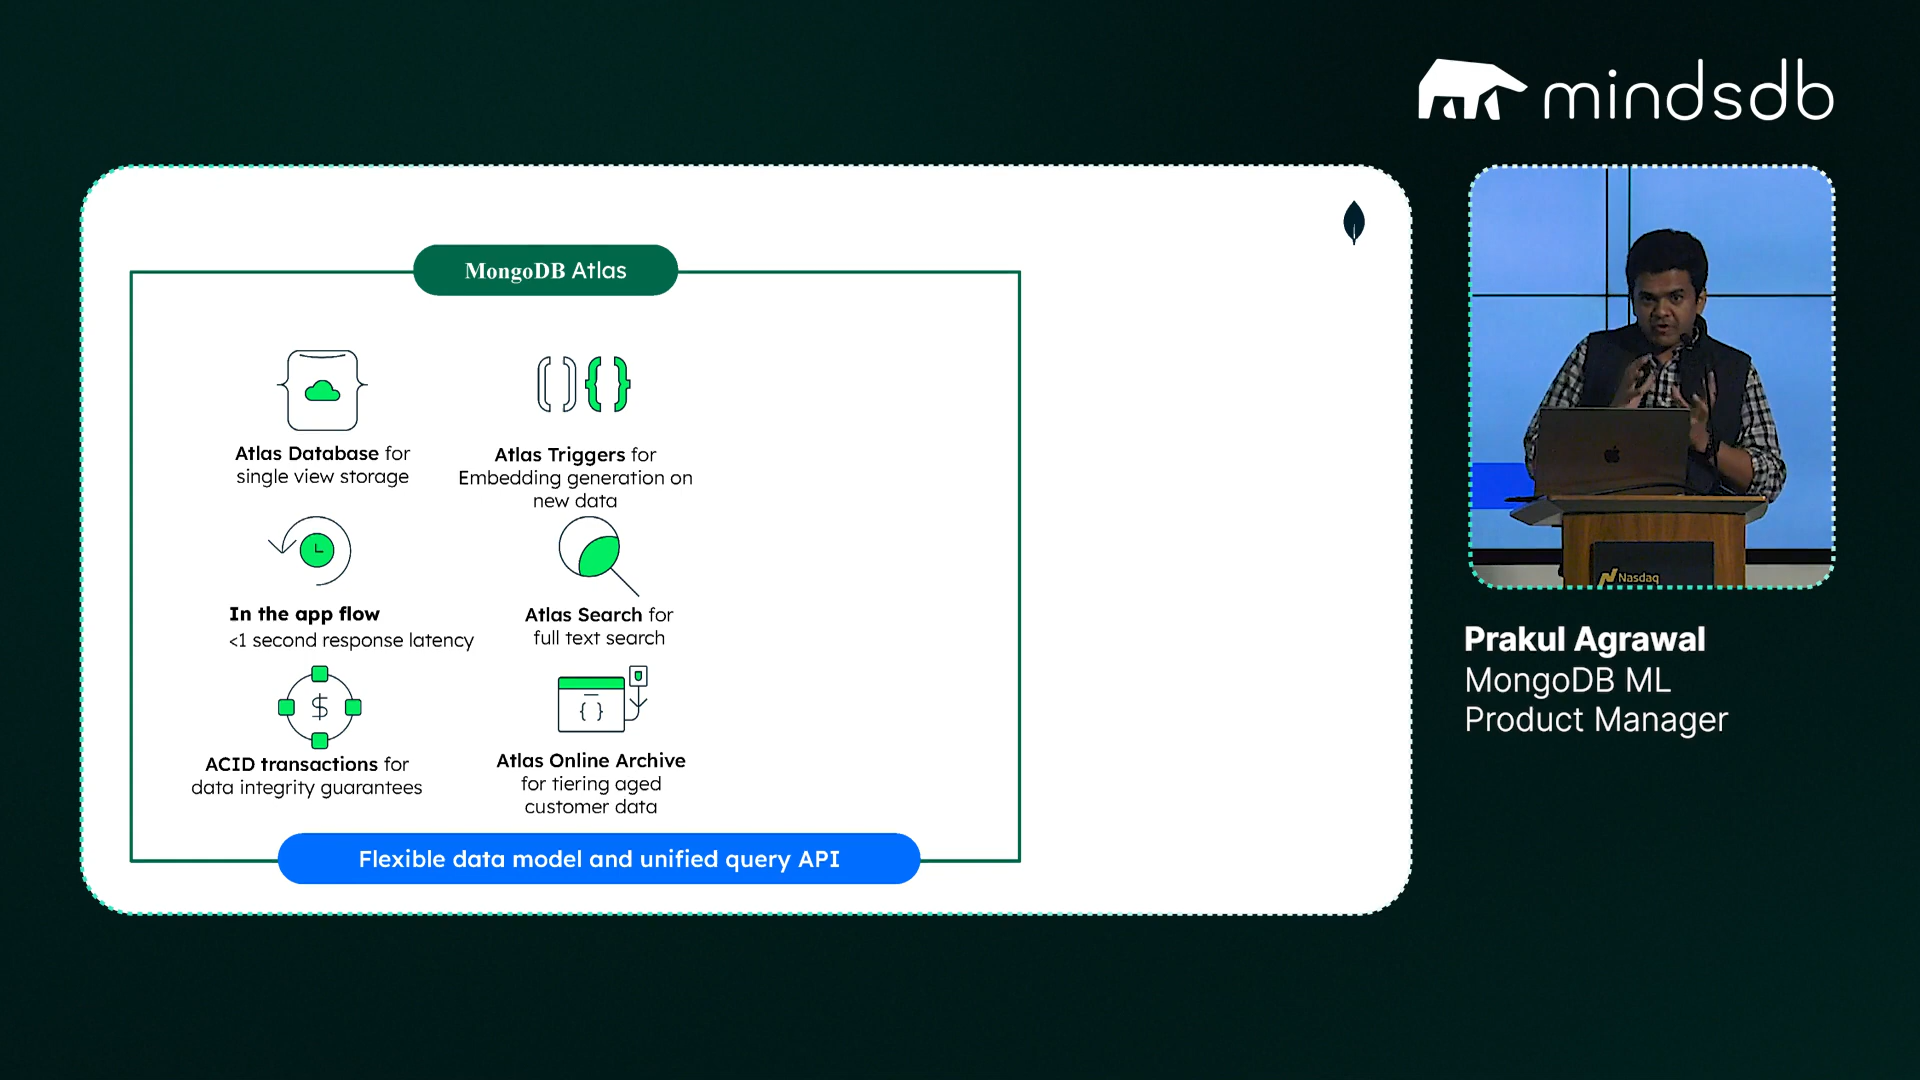 mindsdb
MongoDB Atlas
Atlas Database for
single view storage
Atlas Triggers for
Embedding generation on
new data
In the app flow
<1 second response latency
Atlas Search for
full text search
$
{ }
ACID transactions for
data integrity guarantees
Atlas Online Archive
for tiering aged
customer data
Flexible data model and unified query API
Nasdaq
Prakul Agrawal
MongoDB ML
Product Manager